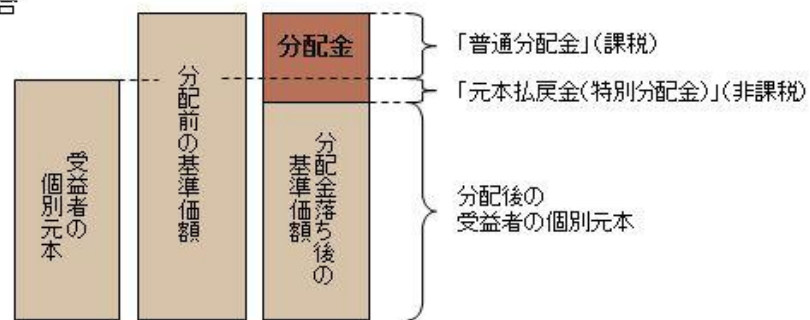 合
分配金
「普通分配金」(課税)
「元本払戻金(特別分配金)」(非課税)
受益者の
個別元本
分配前の基準価額
分配金落ち後の
基準価額
分配後の
受益者の個別元本